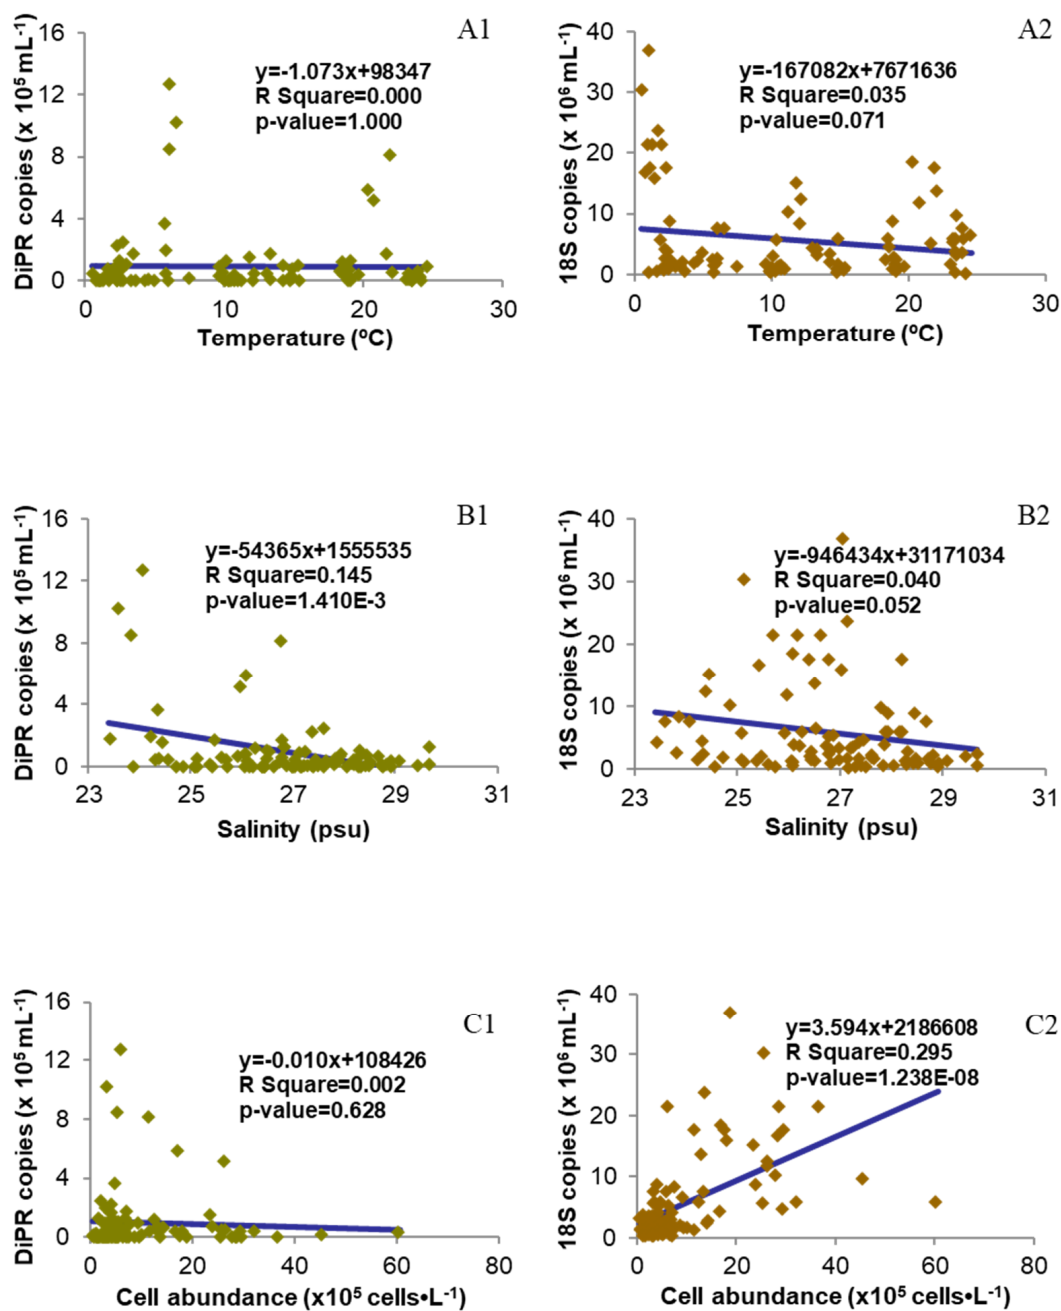 A1
DiPR copies (x 10⁵ mL⁻¹)
16
12
8
4
0
y=-1.073x+98347
R Square=0.000
p-value=1.000
0 10 20 30
Temperature (ºC)
A2
18S copies (x 10⁶ mL⁻¹)
40
30
20
10
0
y=-167082x+7671636
R Square=0.035
p-value=0.071
0 10 20 30
Temperature (ºC)
B1
DiPR copies (x 10⁵ mL⁻¹)
16
12
8
4
0
y=-54365x+1555535
R Square=0.145
p-value=1.410E-3
23 25 27 29 31
Salinity (psu)
B2
18S copies (x 10⁶ mL⁻¹)
40
30
20
10
0
y=-946434x+31171034
R Square=0.040
p-value=0.052
23 25 27 29 31
Salinity (psu)
C1
DiPR copies (x 10⁵ mL⁻¹)
16
12
8
4
0
y=-0.010x+108426
R Square=0.002
p-value=0.628
0 20 40 60 80
Cell abundance (x10⁵ cells•L⁻¹)
C2
18S copies (x 10⁶ mL⁻¹)
40
30
20
10
0
y=3.594x+2186608
R Square=0.295
p-value=1.238E-08
0 20 40 60 80
Cell abundance (x10⁵ cells•L⁻¹)